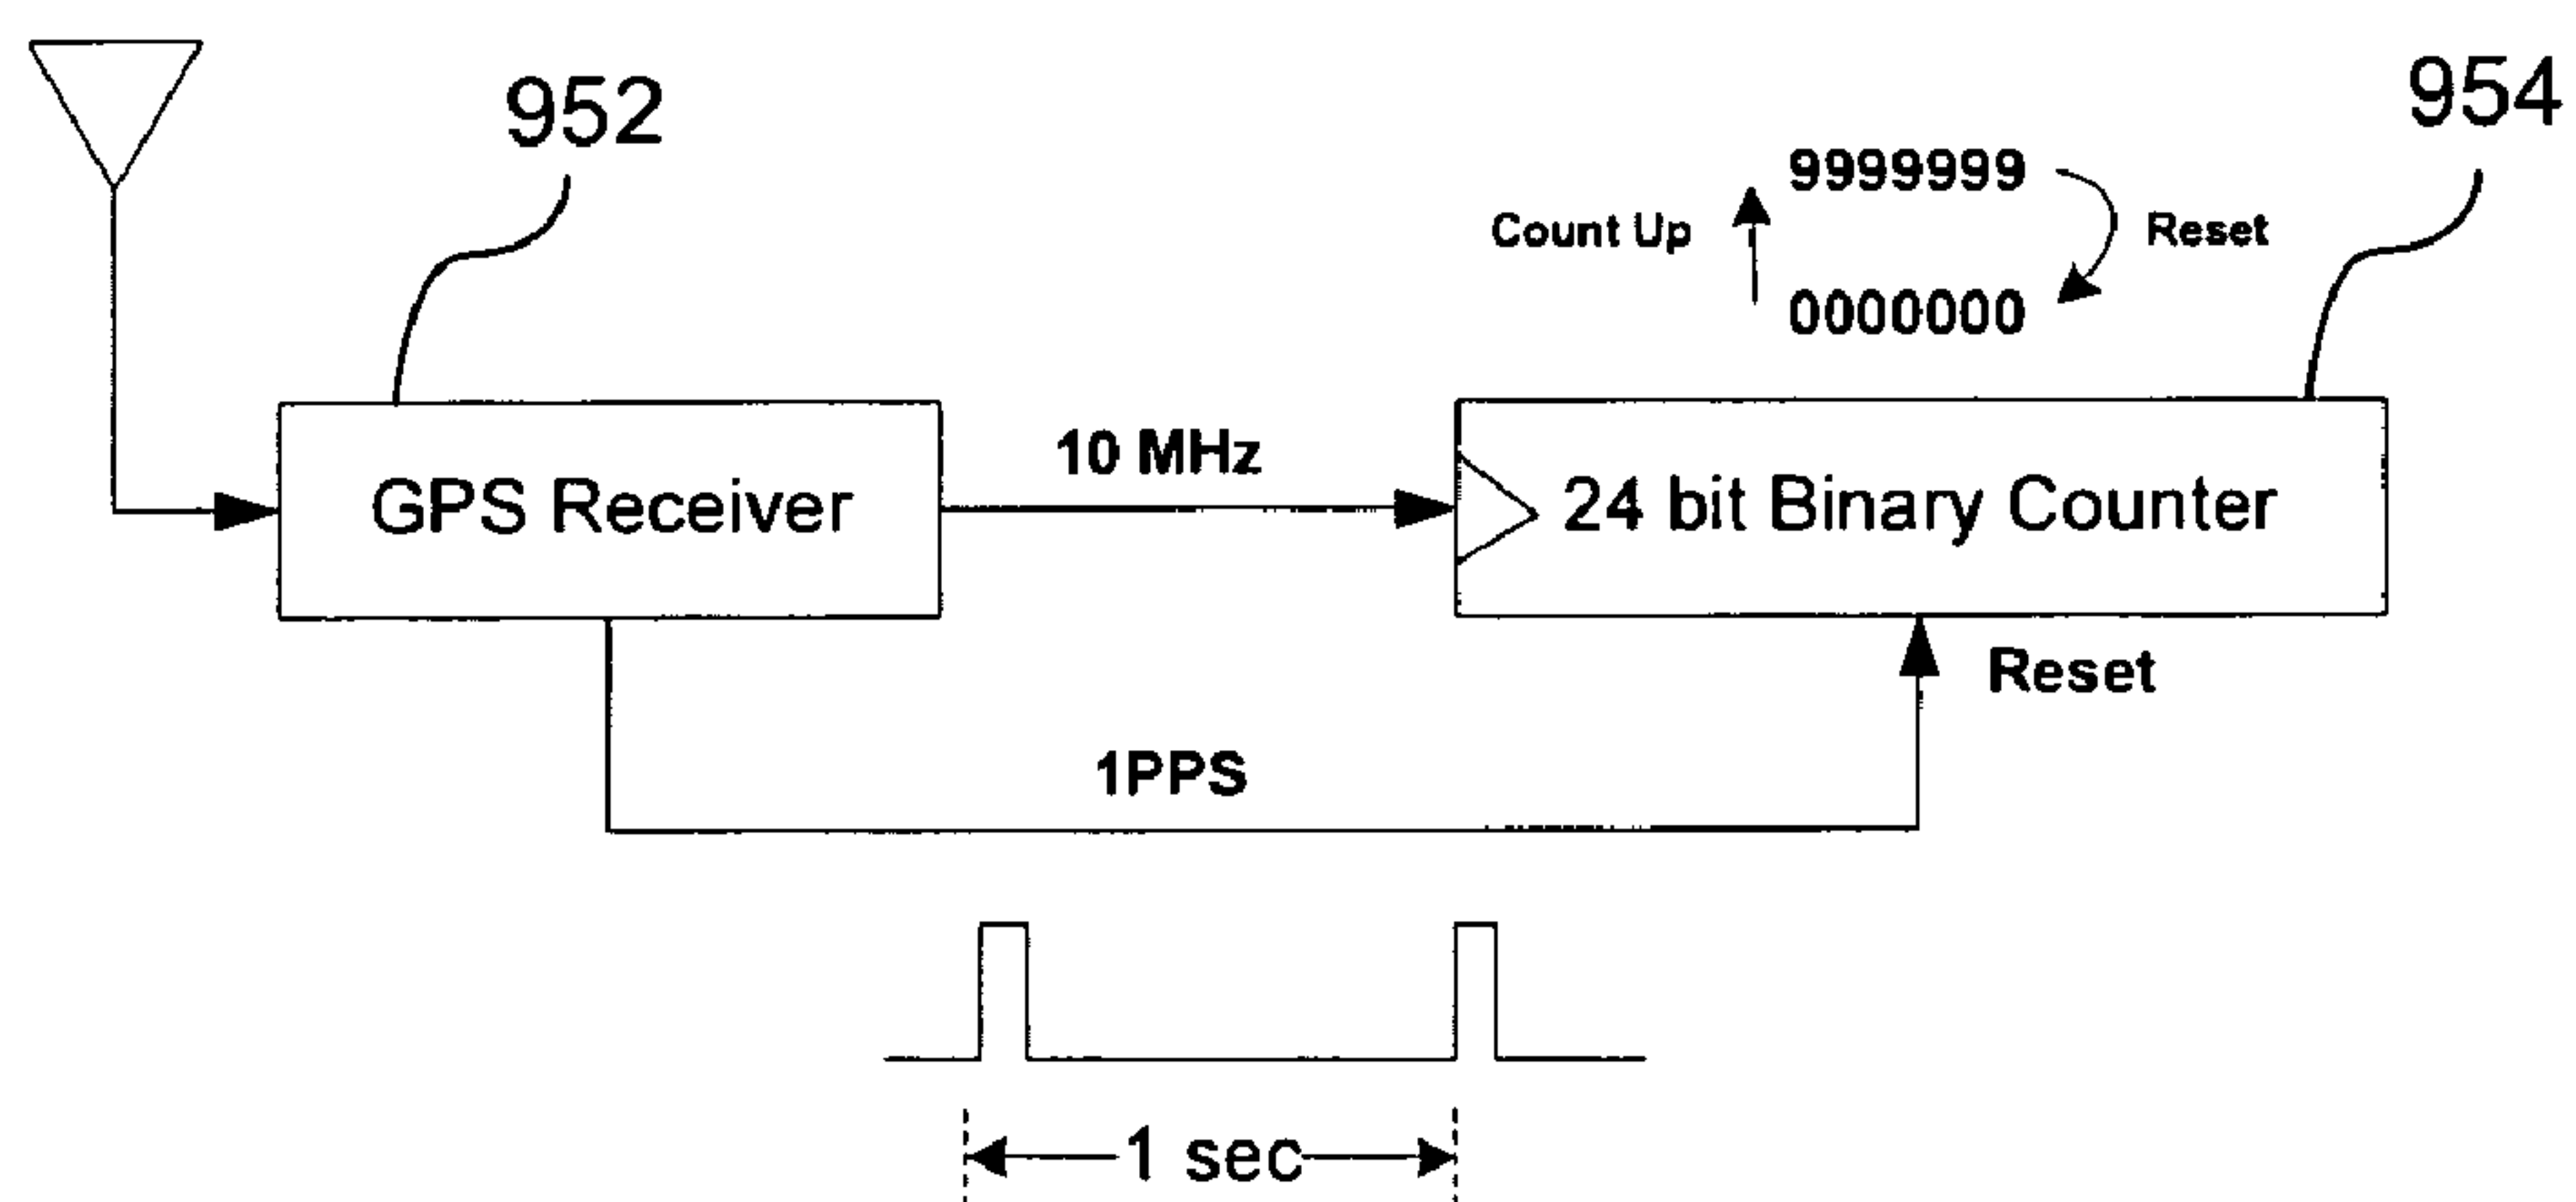 952
954
9999999
Count Up
Reset
0000000
10 MHz
GPS Receiver
24 bit Binary Counter
Reset
1PPS
1 sec